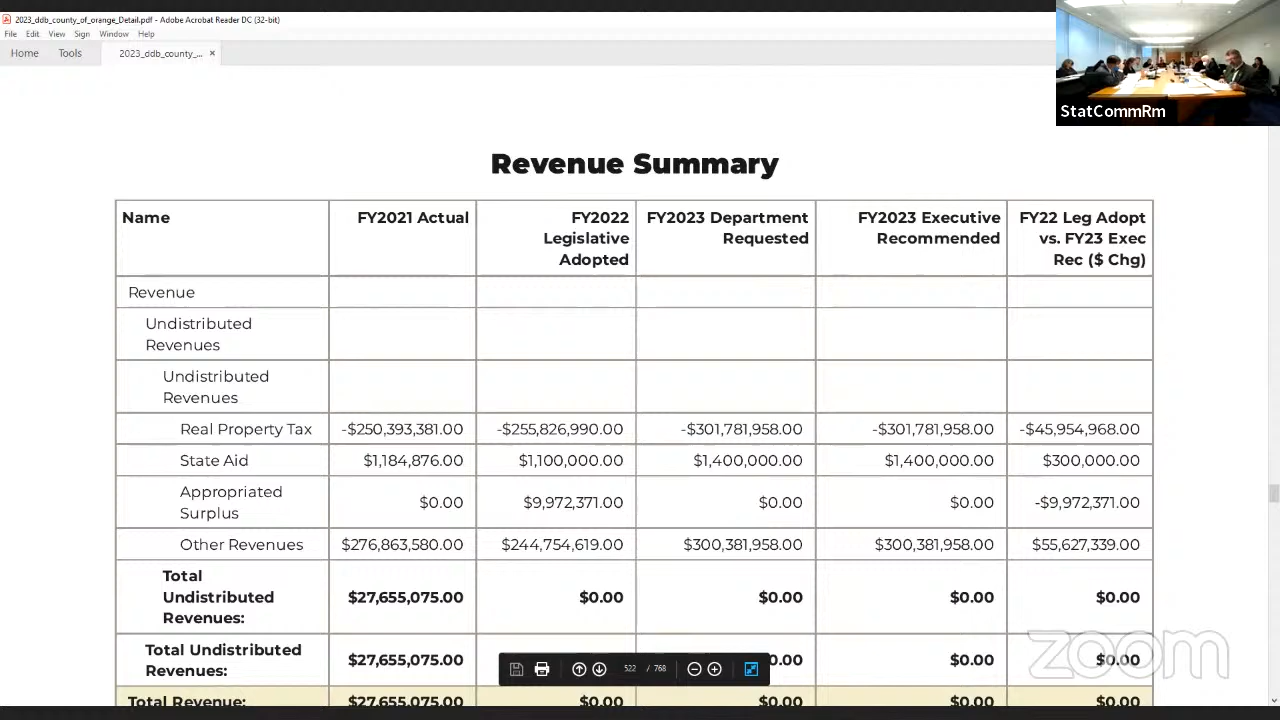 2023_ddb_county_of_orange_Detail.pdf - Adobe Acrobat Reader DC (32-bit)
File Edit View Sign Window Help
Home Tools 2023_ddb_county_... ×
StatCommRm
Revenue Summary
Name FY2021 Actual FY2022 Legislative Adopted FY2023 Department Requested FY2023 Executive Recommended FY22 Leg Adopt vs. FY23 Exec Rec ($ Chg)
Revenue
Undistributed Revenues
Undistributed Revenues
Real Property Tax -$250,393,381.00 -$255,826,990.00 -$301,781,958.00 -$301,781,958.00 -$45,954,968.00
State Aid $1,184,876.00 $1,100,000.00 $1,400,000.00 $1,400,000.00 $300,000.00
Appropriated Surplus $0.00 $9,972,371.00 $0.00 $0.00 -$9,972,371.00
Other Revenues $276,863,580.00 $244,754,619.00 $300,381,958.00 $300,381,958.00 $55,627,339.00
Total Undistributed Revenues: $27,655,075.00 $0.00 $0.00 $0.00 $0.00
Total Undistributed Revenues: $27,655,075.00 0.00 $0.00 $0.00
522 / 768
Total Revenue: $27,655,075.00 $0.00 $0.00 $0.00 $0.00
zoom